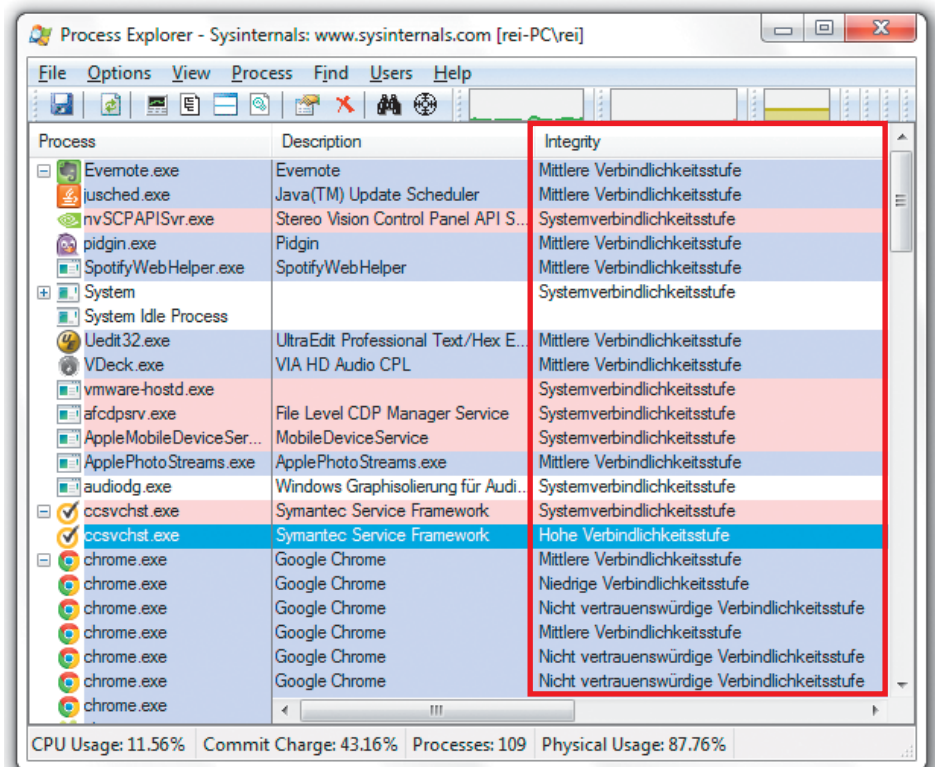 Process Explorer - Sysinternals: www.sysinternals.com [rei-PC\rei]
File Options View Process Find Users Help
Process Description Integrity
Evernote.exe Evernote Mittlere Verbindlichkeitsstufe
jusched.exe Java(TM) Update Scheduler Mittlere Verbindlichkeitsstufe
nvSCPAPISvr.exe Stereo Vision Control Panel API S... Systemverbindlichkeitsstufe
pidgin.exe Pidgin Mittlere Verbindlichkeitsstufe
SpotifyWebHelper.exe SpotifyWebHelper Mittlere Verbindlichkeitsstufe
System Systemverbindlichkeitsstufe
System Idle Process
Uedit32.exe UltraEdit Professional Text/Hex E... Mittlere Verbindlichkeitsstufe
VDeck.exe VIA HD Audio CPL Mittlere Verbindlichkeitsstufe
vmware-hostd.exe Systemverbindlichkeitsstufe
afcdpsrv.exe File Level CDP Manager Service Systemverbindlichkeitsstufe
AppleMobileDeviceSer... MobileDeviceService Systemverbindlichkeitsstufe
ApplePhotoStreams.exe ApplePhotoStreams.exe Mittlere Verbindlichkeitsstufe
audiodg.exe Windows Graphisolierung für Audi... Systemverbindlichkeitsstufe
ccsvchst.exe Symantec Service Framework Systemverbindlichkeitsstufe
ccsvchst.exe Symantec Service Framework Hohe Verbindlichkeitsstufe
chrome.exe Google Chrome Mittlere Verbindlichkeitsstufe
chrome.exe Google Chrome Niedrige Verbindlichkeitsstufe
chrome.exe Google Chrome Nicht vertrauenswürdige Verbindlichkeitsstufe
chrome.exe Google Chrome Mittlere Verbindlichkeitsstufe
chrome.exe Google Chrome Nicht vertrauenswürdige Verbindlichkeitsstufe
chrome.exe Google Chrome Nicht vertrauenswürdige Verbindlichkeitsstufe
chrome.exe
CPU Usage: 11.56% Commit Charge: 43.16% Processes: 109 Physical Usage: 87.76%